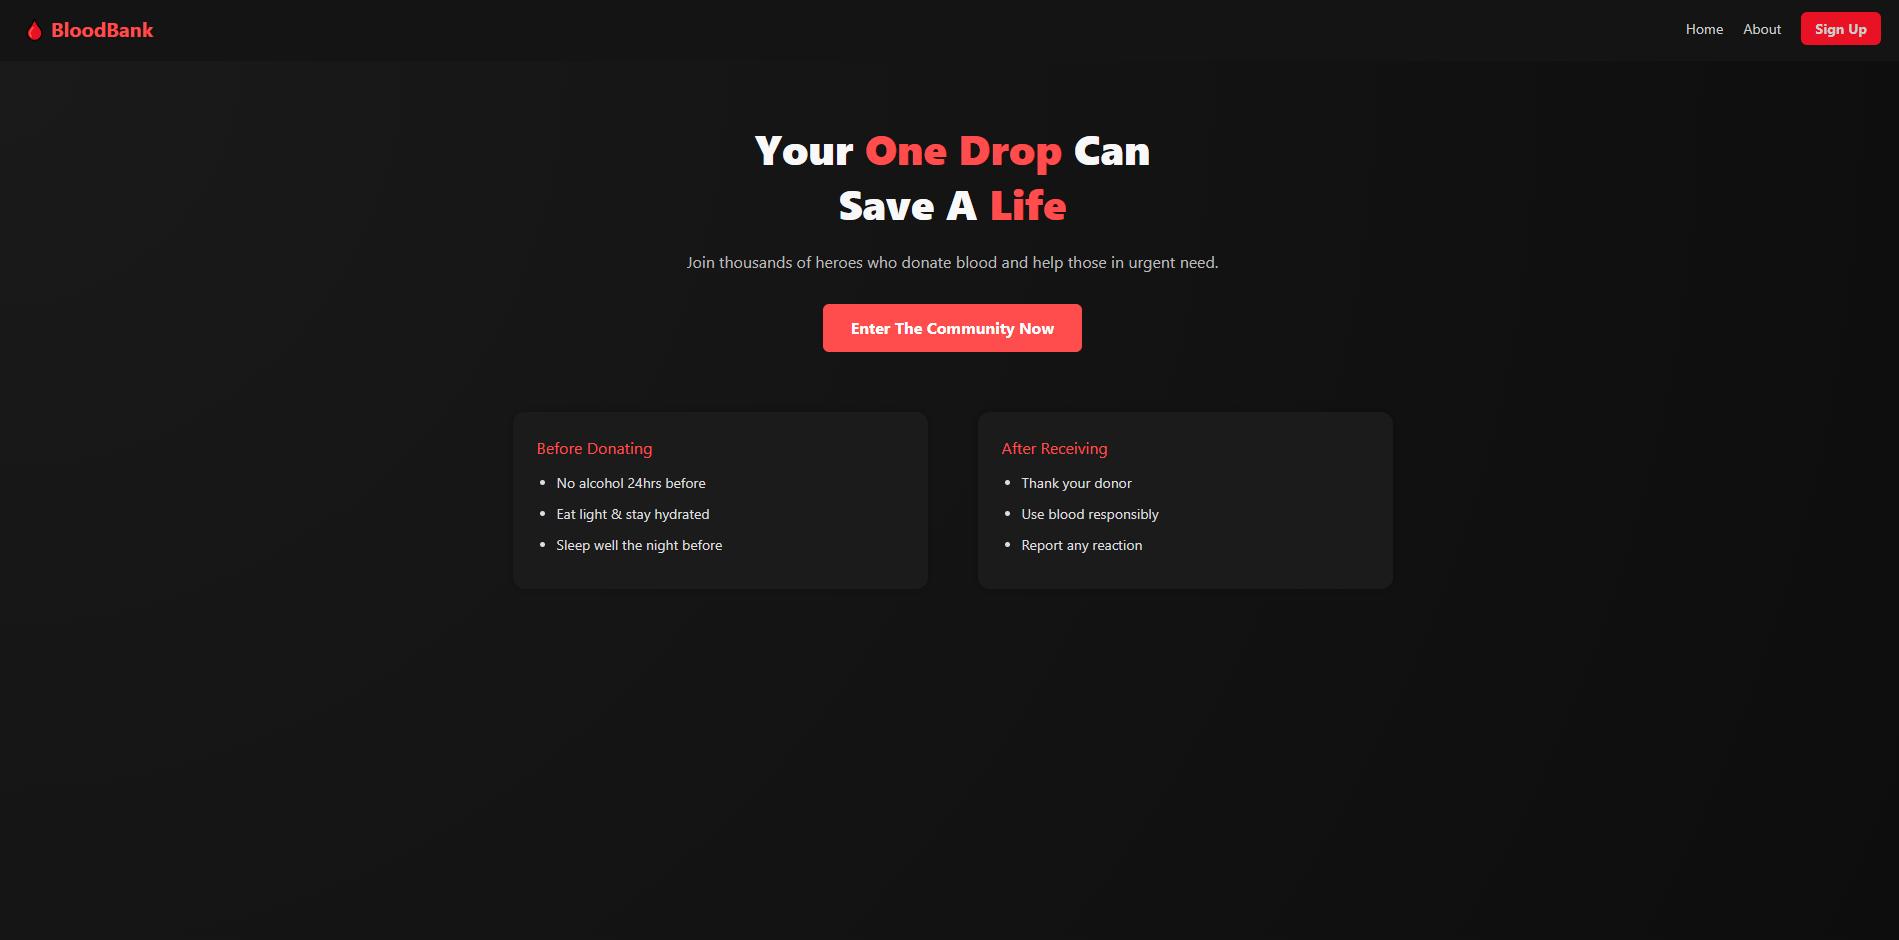 BloodBank
Home
About
Sign Up
Your One Drop Can
Save A Life
Join thousands of heroes who donate blood and help those in urgent need.
Enter The Community Now
Before Donating
No alcohol 24hrs before
Eat light & stay hydrated
Sleep well the night before
After Receiving
Thank your donor
Use blood responsibly
Report any reaction